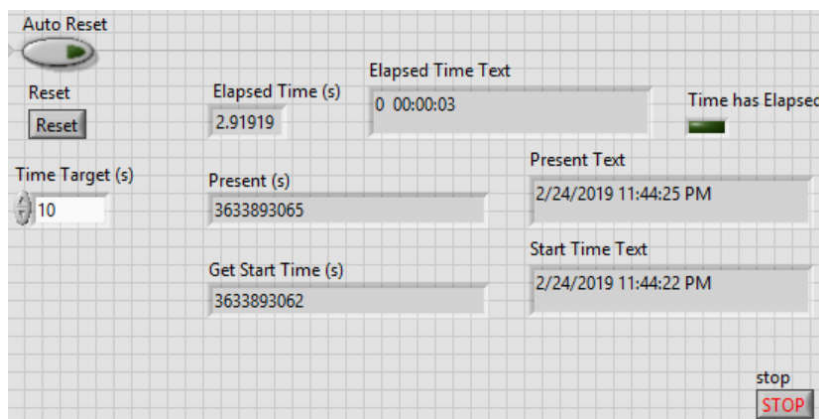 Auto Reset
Reset
Reset
Elapsed Time (s)
2.91919
Elapsed Time Text
0 00:00:03
Time has Elapsed
Time Target (s)
10
Present (s)
3633893065
Present Text
2/24/2019 11:44:25 PM
Get Start Time (s)
3633893062
Start Time Text
2/24/2019 11:44:22 PM
stop
STOP